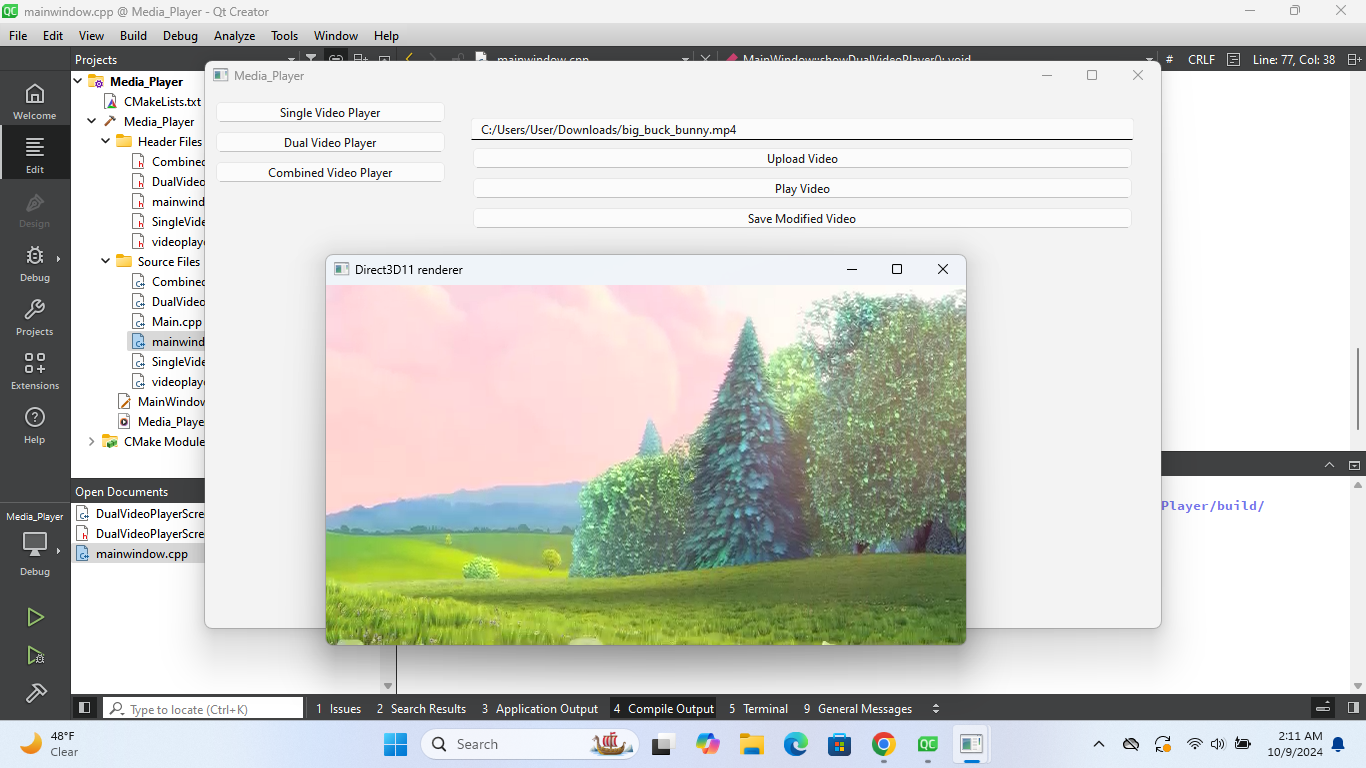 mainwindow.cpp @ Media_Player - Qt Creator
File Edit View Build Debug Analyze Tools Window Help
Projects
mainwindow.cpp
MainWindow::showDualVideoPlayer(): void
# CRLF Line: 77, Col: 38
Welcome
Edit
Design
Debug
Projects
Extensions
Help
Media_Player
Debug
Media_Player
CMakeLists.txt
Media_Player
Header Files
Combined
DualVideo
mainwind
SingleVide
videoplaye
Source Files
Combined
DualVideo
Main.cpp
mainwind
SingleVide
videoplaye
MainWindow
Media_Playe
CMake Module
Open Documents
DualVideoPlayerScre
DualVideoPlayerScre
mainwindow.cpp
Media_Player
Single Video Player
Dual Video Player
Combined Video Player
C:/Users/User/Downloads/big_buck_bunny.mp4
Upload Video
Play Video
Save Modified Video
Direct3D11 renderer
Player/build/
Type to locate (Ctrl+K)
1 Issues 2 Search Results 3 Application Output 4 Compile Output 5 Terminal 9 General Messages
48°F
Clear
Search
2:11 AM
10/9/2024